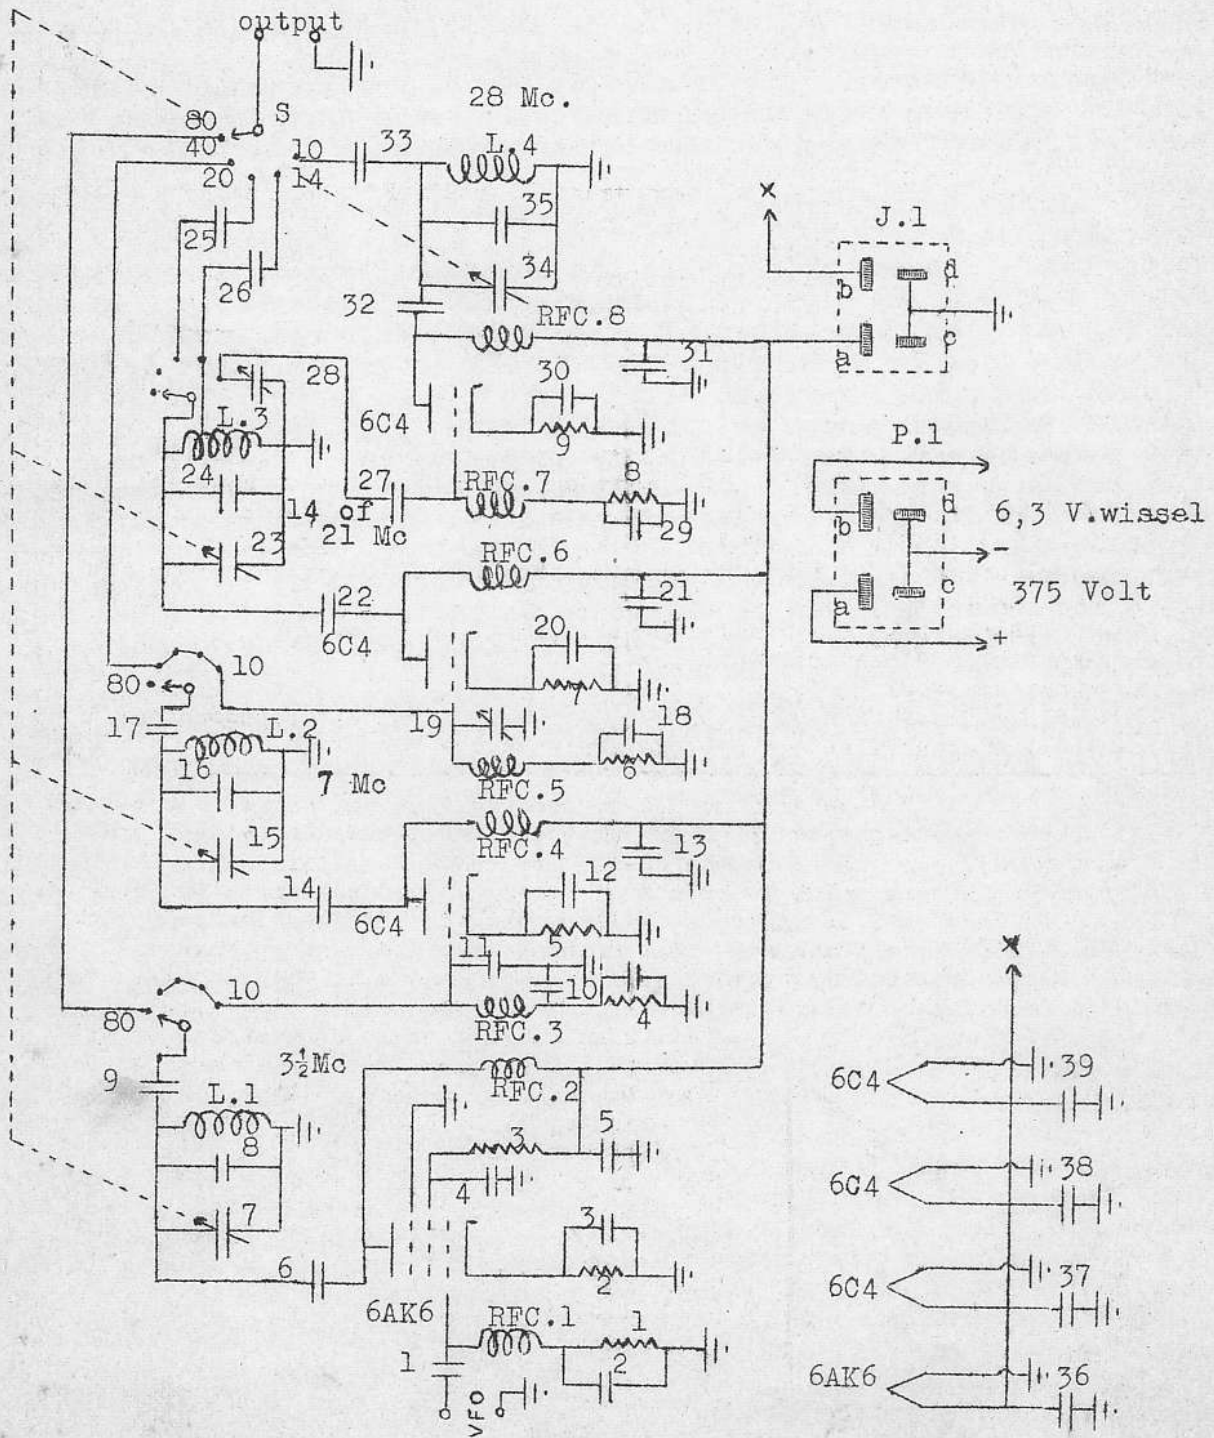 output
28 Mc.
S
80
40
20
10
14
33
L.4
35
34
25
26
32
RFC.8
31
x
J.1
b
d
a
c
28
30
6C4
9
L.3
24
23
14 of
21 Mc
27
RFC.7
8
29
RFC.6
21
22
6C4
20
7
P.1
b
d
a
c
6,3 V.wissel
-
375 Volt
+
10
80
17
L.2
16
7 Mc
15
19
18
6
RFC.5
RFC.4
13
14
6C4
12
5
11
10
4
RFC.3
10
80
9
3½Mc
L.1
8
7
6
RFC.2
3
5
4
3
2
6AK6
RFC.1
1
2
1
VFO
x
6C4
39
6C4
38
6C4
37
6AK6
36